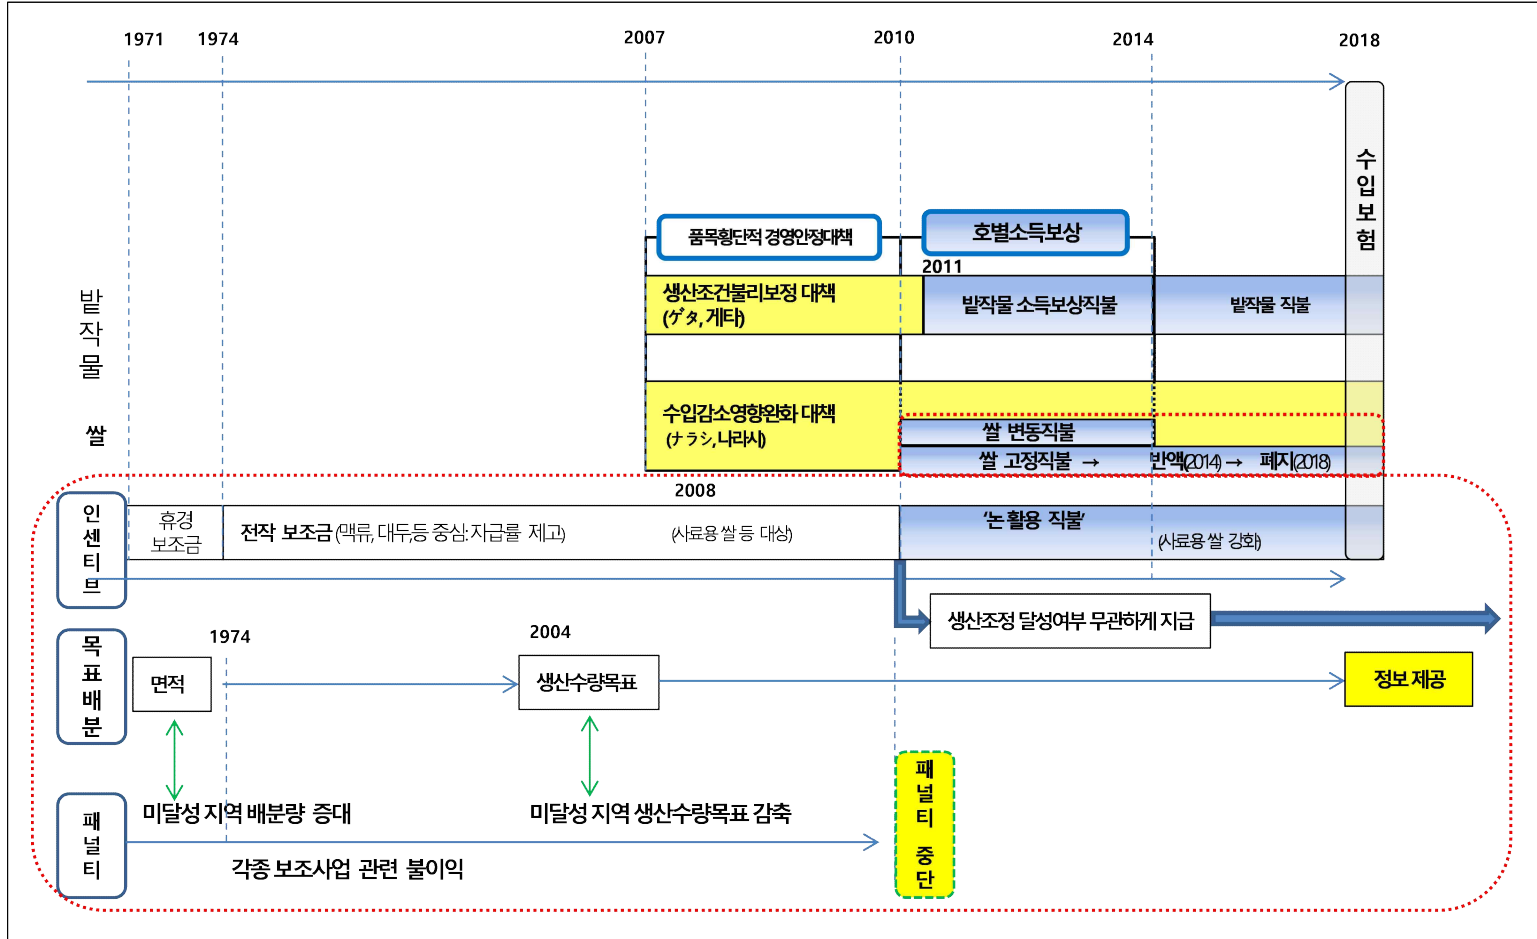 1971 1974 2007 2010 2014 2018
수입보험
품목횡단적 경영안정대책
호별소득보상
2011
밭작물
생산조건불리보정 대책
(ゲタ, 게타)
밭작물 소득보상직불
밭작물 직불
쌀
수입감소영향완화 대책
(ナラシ,나라시)
쌀 변동직불
쌀 고정직불 → 반액(2014) → 폐지(2018)
2008
인센티브
휴경
보조금
전작 보조금(맥류, 대두,등 중심:자급률 제고)
(사료용 쌀 등 대상)
'논 활용 직불'
(사료용 쌀 강화)
생산조정 달성여부 무관하게 지급
목표배분
1974
2004
면적
생산수량목표
정보 제공
미달성 지역 배분량 증대
미달성 지역 생산수량목표 감축
패널티
각종 보조사업 관련 불이익
패널티 중단